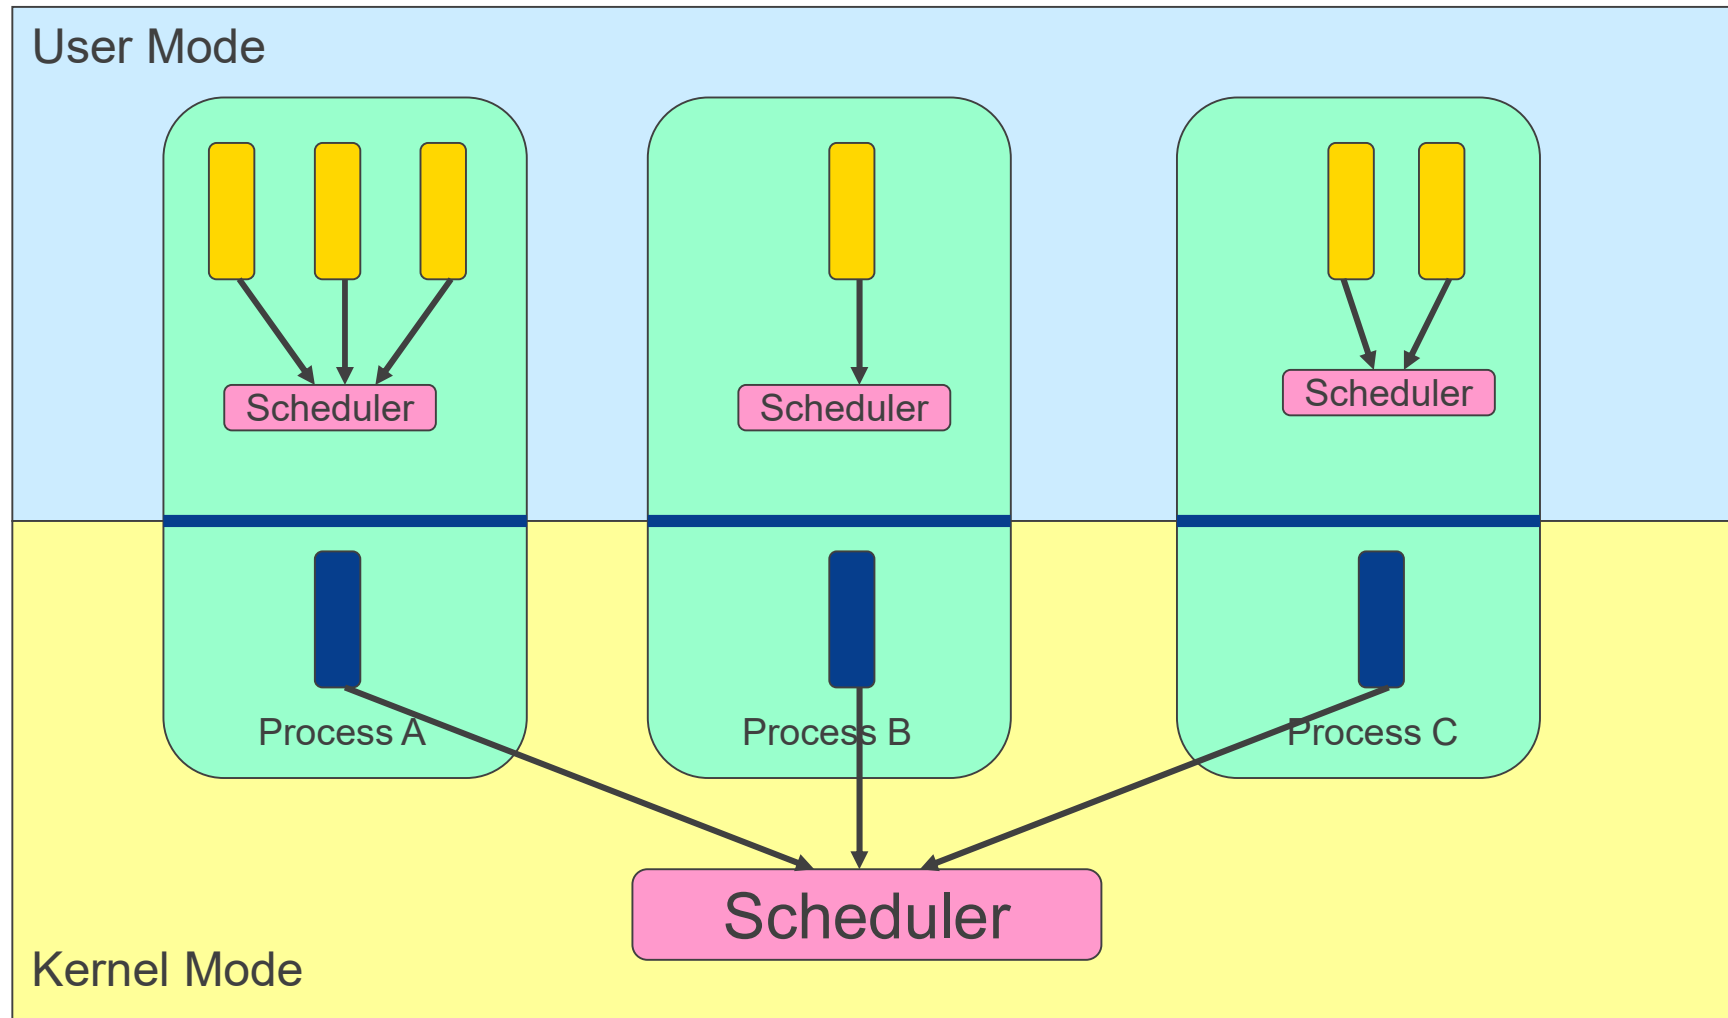 User Mode
Scheduler
Scheduler
Scheduler
Process A
Process B
Process C
Scheduler
Kernel Mode